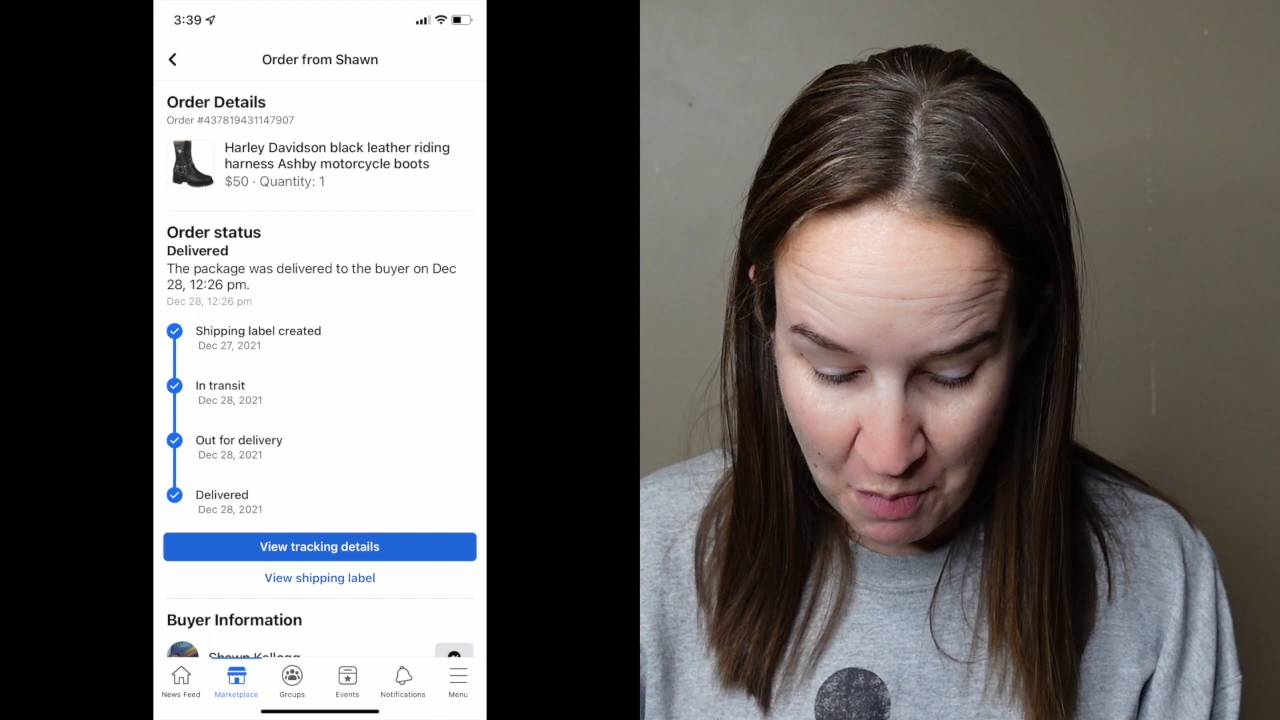 3:39
Order from Shawn
Order Details
Order #437819431147907
Harley Davidson black leather riding
harness Ashby motorcycle boots
$50 · Quantity: 1
Order status
Delivered
The package was delivered to the buyer on Dec
28, 12:26 pm.
Dec 28, 12:26 pm
Shipping label created
Dec 27, 2021
In transit
Dec 28, 2021
Out for delivery
Dec 28, 2021
Delivered
Dec 28, 2021
View tracking details
View shipping label
Buyer Information
Shawn Kellogg
News Feed
Marketplace
Groups
Events
Notifications
Menu